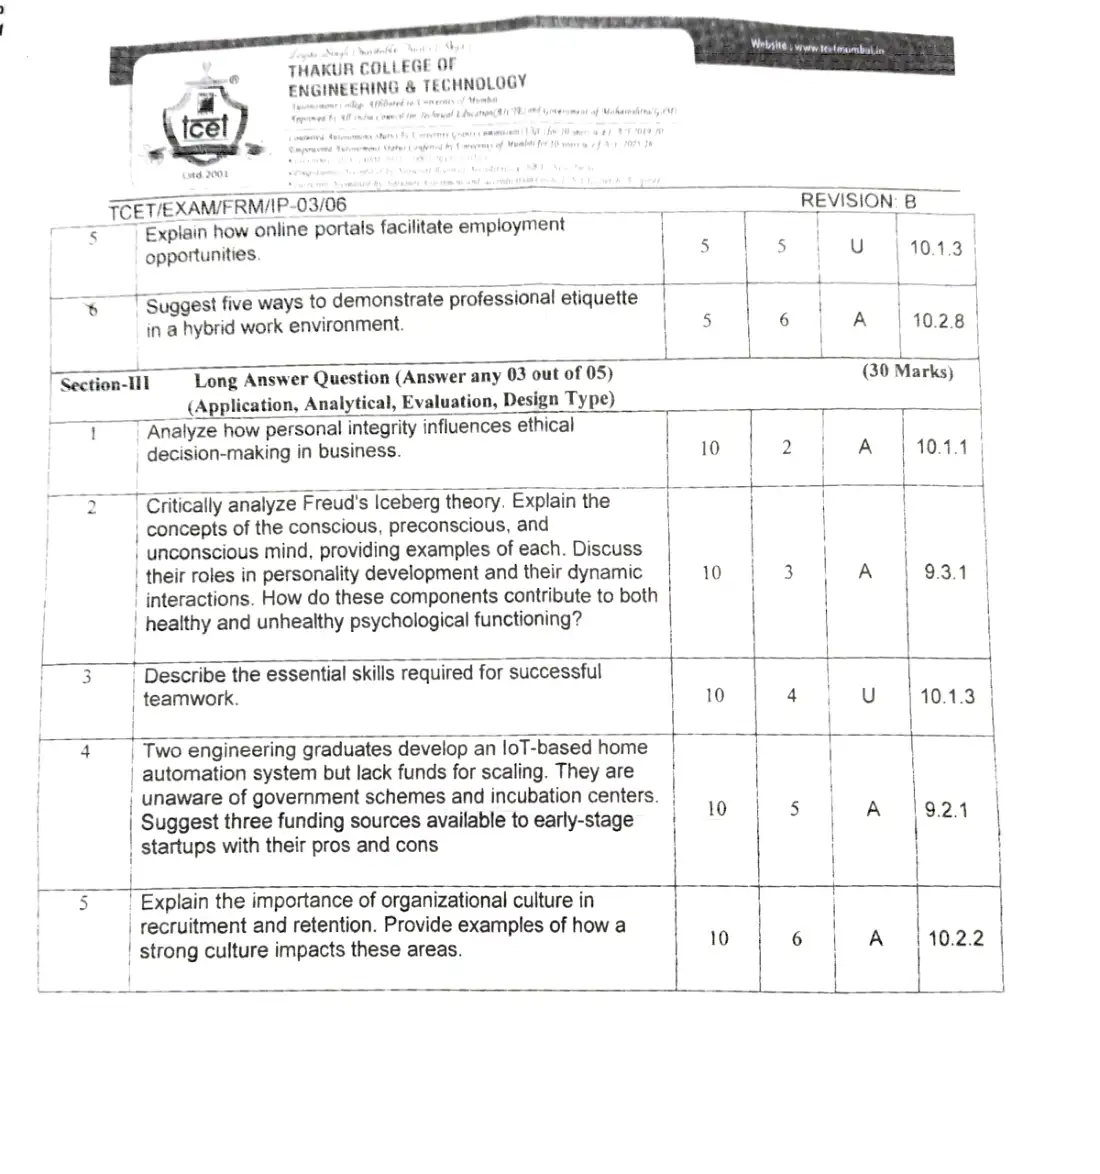 Website : www.tcetmumbai.in
THAKUR COLLEGE OF
ENGINEERING & TECHNOLOGY
tcet
®
Estd.2001
TCET/EXAM/FRM/IP-03/06 REVISION: B
5 Explain how online portals facilitate employment
opportunities. 5 5 U 10.1.3
6 Suggest five ways to demonstrate professional etiquette
in a hybrid work environment. 5 6 A 10.2.8
Section-III Long Answer Question (Answer any 03 out of 05) (30 Marks)
(Application, Analytical, Evaluation, Design Type)
1 Analyze how personal integrity influences ethical
decision-making in business. 10 2 A 10.1.1
2 Critically analyze Freud's Iceberg theory. Explain the
concepts of the conscious, preconscious, and
unconscious mind, providing examples of each. Discuss
their roles in personality development and their dynamic 10 3 A 9.3.1
interactions. How do these components contribute to both
healthy and unhealthy psychological functioning?
3 Describe the essential skills required for successful
teamwork. 10 4 U 10.1.3
4 Two engineering graduates develop an IoT-based home
automation system but lack funds for scaling. They are
unaware of government schemes and incubation centers. 10 5 A 9.2.1
Suggest three funding sources available to early-stage
startups with their pros and cons
5 Explain the importance of organizational culture in
recruitment and retention. Provide examples of how a 10 6 A 10.2.2
strong culture impacts these areas.